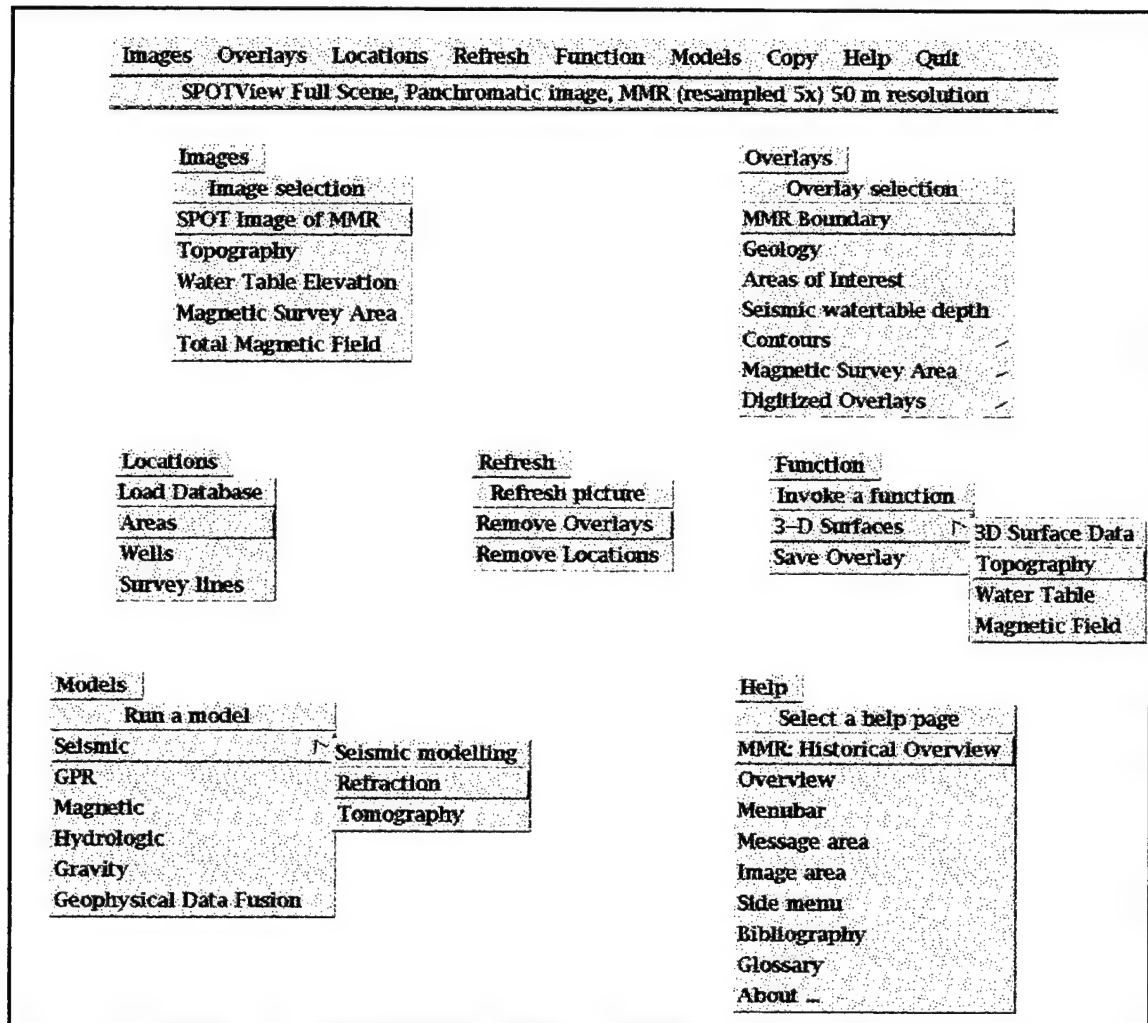 Images Overlays Locations Refresh Function Models Copy Help Quit
SPOTView Full Scene, Panchromatic image, MMR (resampled 5x) 50 m resolution
Images
Image selection
SPOT Image of MMR
Topography
Water Table Elevation
Magnetic Survey Area
Total Magnetic Field
Overlays
Overlay selection
MMR Boundary
Geology
Areas of Interest
Seismic watertable depth
Contours
Magnetic Survey Area
Digitized Overlays
Locations
Load Database
Areas
Wells
Survey lines
Refresh
Refresh picture
Remove Overlays
Remove Locations
Function
Invoke a function
3-D Surfaces
Save Overlay
3D Surface Data
Topography
Water Table
Magnetic Field
Models
Run a model
Seismic
GPR
Magnetic
Hydrologic
Gravity
Geophysical Data Fusion
Seismic modelling
Refraction
Tomography
Help
Select a help page
MMR: Historical Overview
Overview
Menubar
Message area
Image area
Side menu
Bibliography
Glossary
About ...